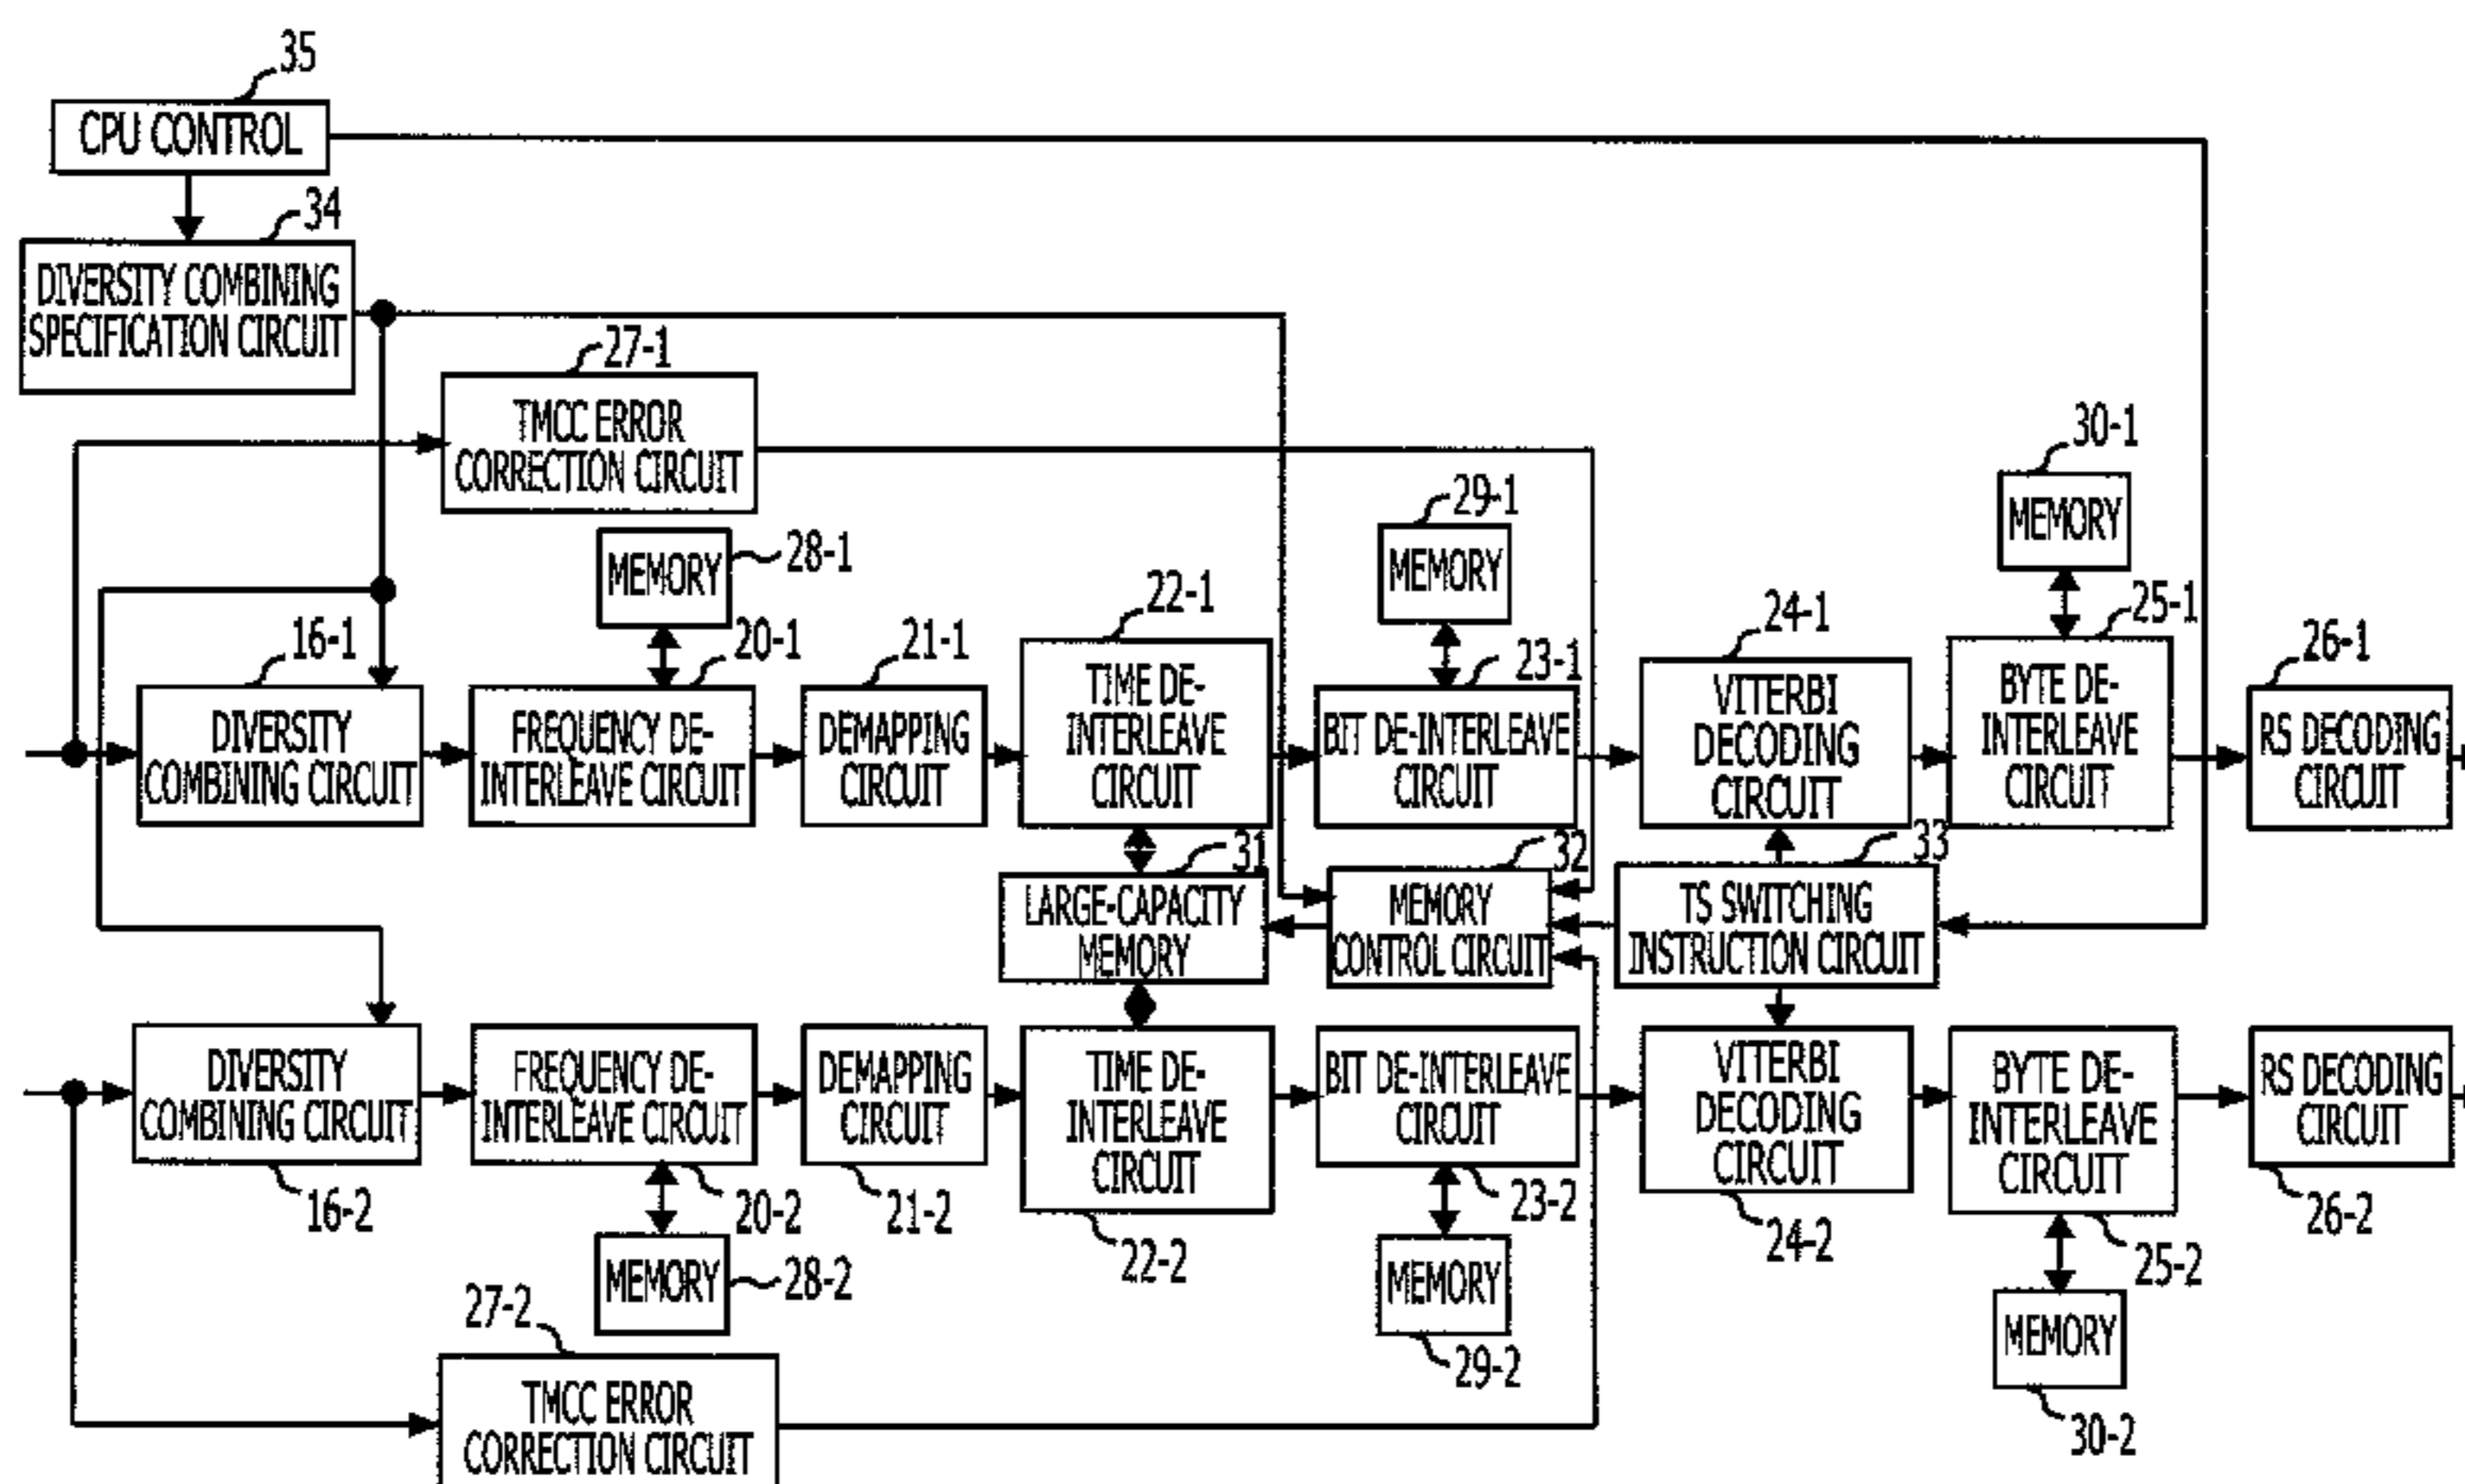 35
CPU CONTROL
34
DIVERSITY COMBINING
SPECIFICATION CIRCUIT
27-1
TMCC ERROR
CORRECTION CIRCUIT
30-1
MEMORY
29-1
MEMORY
28-1
MEMORY
16-1
DIVERSITY
COMBINING CIRCUIT
20-1
FREQUENCY DE-
INTERLEAVE CIRCUIT
21-1
DEMAPPING
CIRCUIT
22-1
TIME DE-
INTERLEAVE
CIRCUIT
23-1
BIT DE-INTERLEAVE
CIRCUIT
24-1
VITERBI
DECODING
CIRCUIT
25-1
BYTE DE-
INTERLEAVE
CIRCUIT
26-1
RS DECODING
CIRCUIT
31
LARGE-CAPACITY
MEMORY
32
MEMORY
CONTROL CIRCUIT
33
TS SWITCHING
INSTRUCTION CIRCUIT
DIVERSITY
COMBINING CIRCUIT
16-2
FREQUENCY DE-
INTERLEAVE CIRCUIT
20-2
DEMAPPING
CIRCUIT
21-2
TIME DE-
INTERLEAVE
CIRCUIT
22-2
BIT DE-INTERLEAVE
CIRCUIT
23-2
VITERBI
DECODING
CIRCUIT
24-2
BYTE DE-
INTERLEAVE
CIRCUIT
25-2
RS DECODING
CIRCUIT
26-2
MEMORY
28-2
MEMORY
29-2
MEMORY
30-2
27-2
TMCC ERROR
CORRECTION CIRCUIT